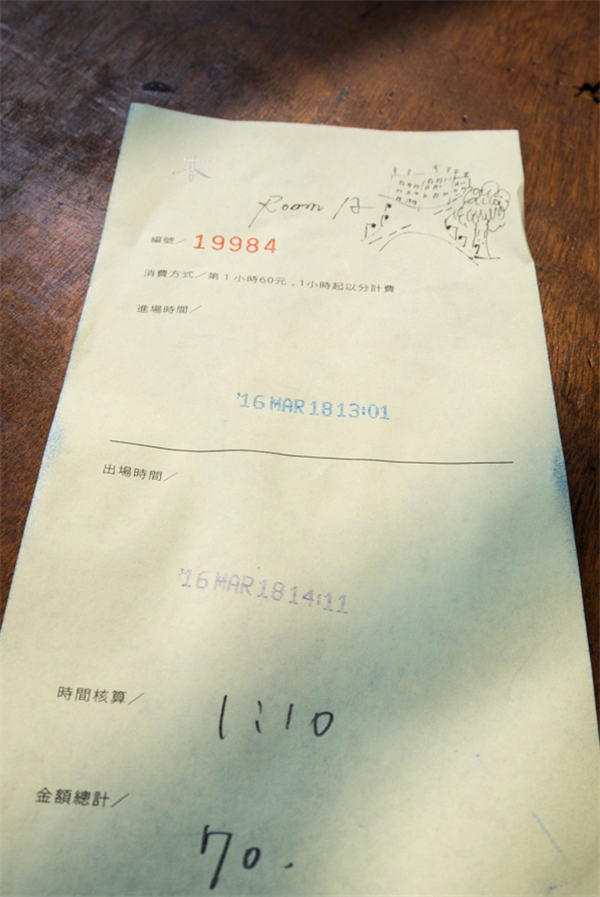 Room A
編號／19984
消費方式／第1小時60元，1小時起以分計費
進場時間／
'16 MAR 18 13:01
出場時間／
'16 MAR 18 14:11
時間核算／
1:10
金額總計／
70.